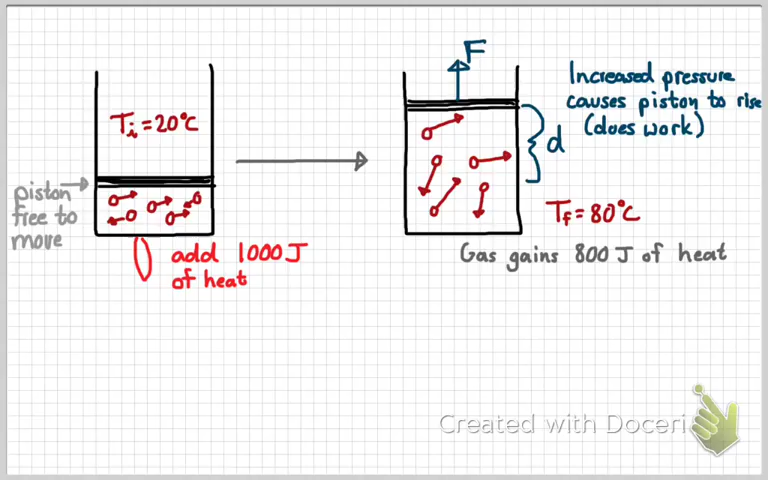 Tᵢ = 20°C
piston
free to
move
add 1000 J
of heat
F
Increased pressure
causes piston to rise
(does work)
d
T_f = 80°C
Gas gains 800 J of heat
Created with Doceri